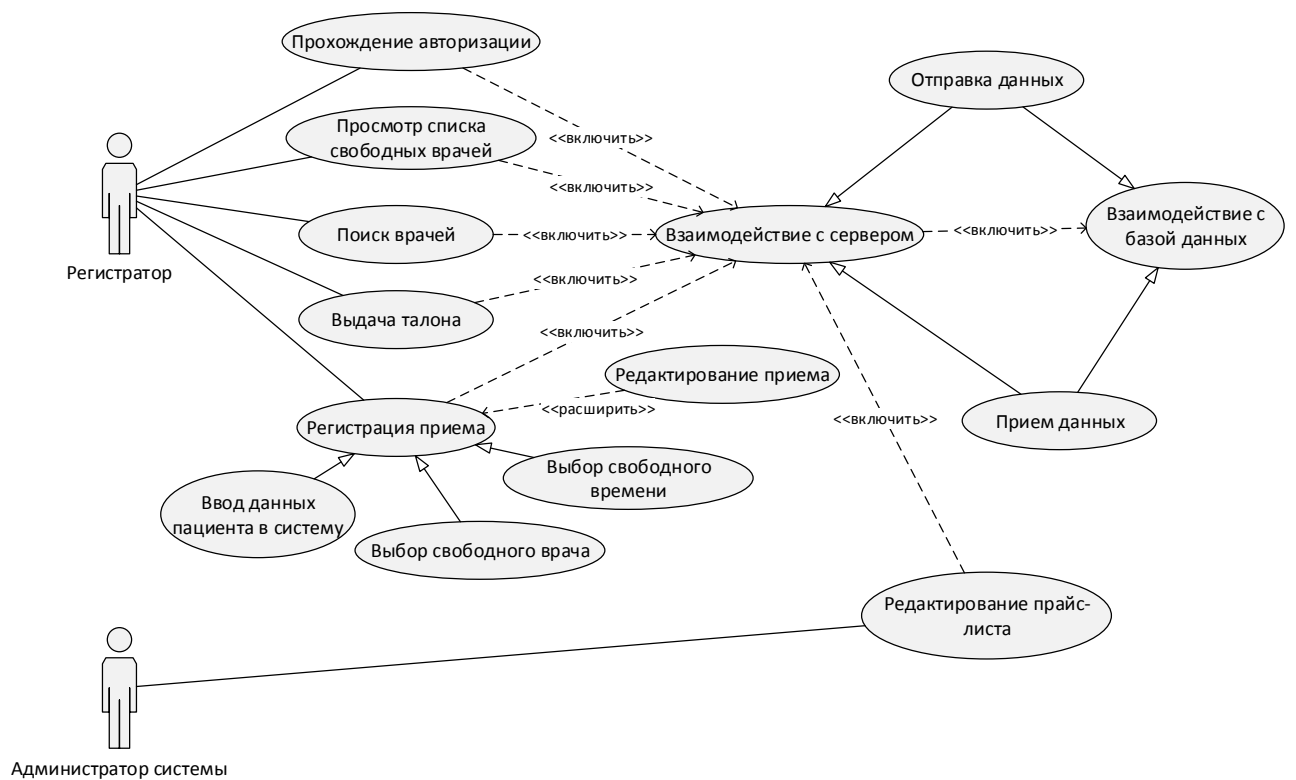 Прохождение авторизации
Отправка данных
Просмотр списка
свободных врачей
<<включить>>
<<включить>>
Регистратор
Поиск врачей
<<включить>>
Взаимодействие с сервером
<<включить>>
Взаимодействие с
базой данных
<<включить>>
Выдача талона
<<включить>>
Редактирование приема
<<расширить>>
<<включить>>
Прием данных
Регистрация приема
Выбор свободного
времени
Ввод данных
пациента в систему
Выбор свободного врача
Редактирование прайс-
листа
Администратор системы